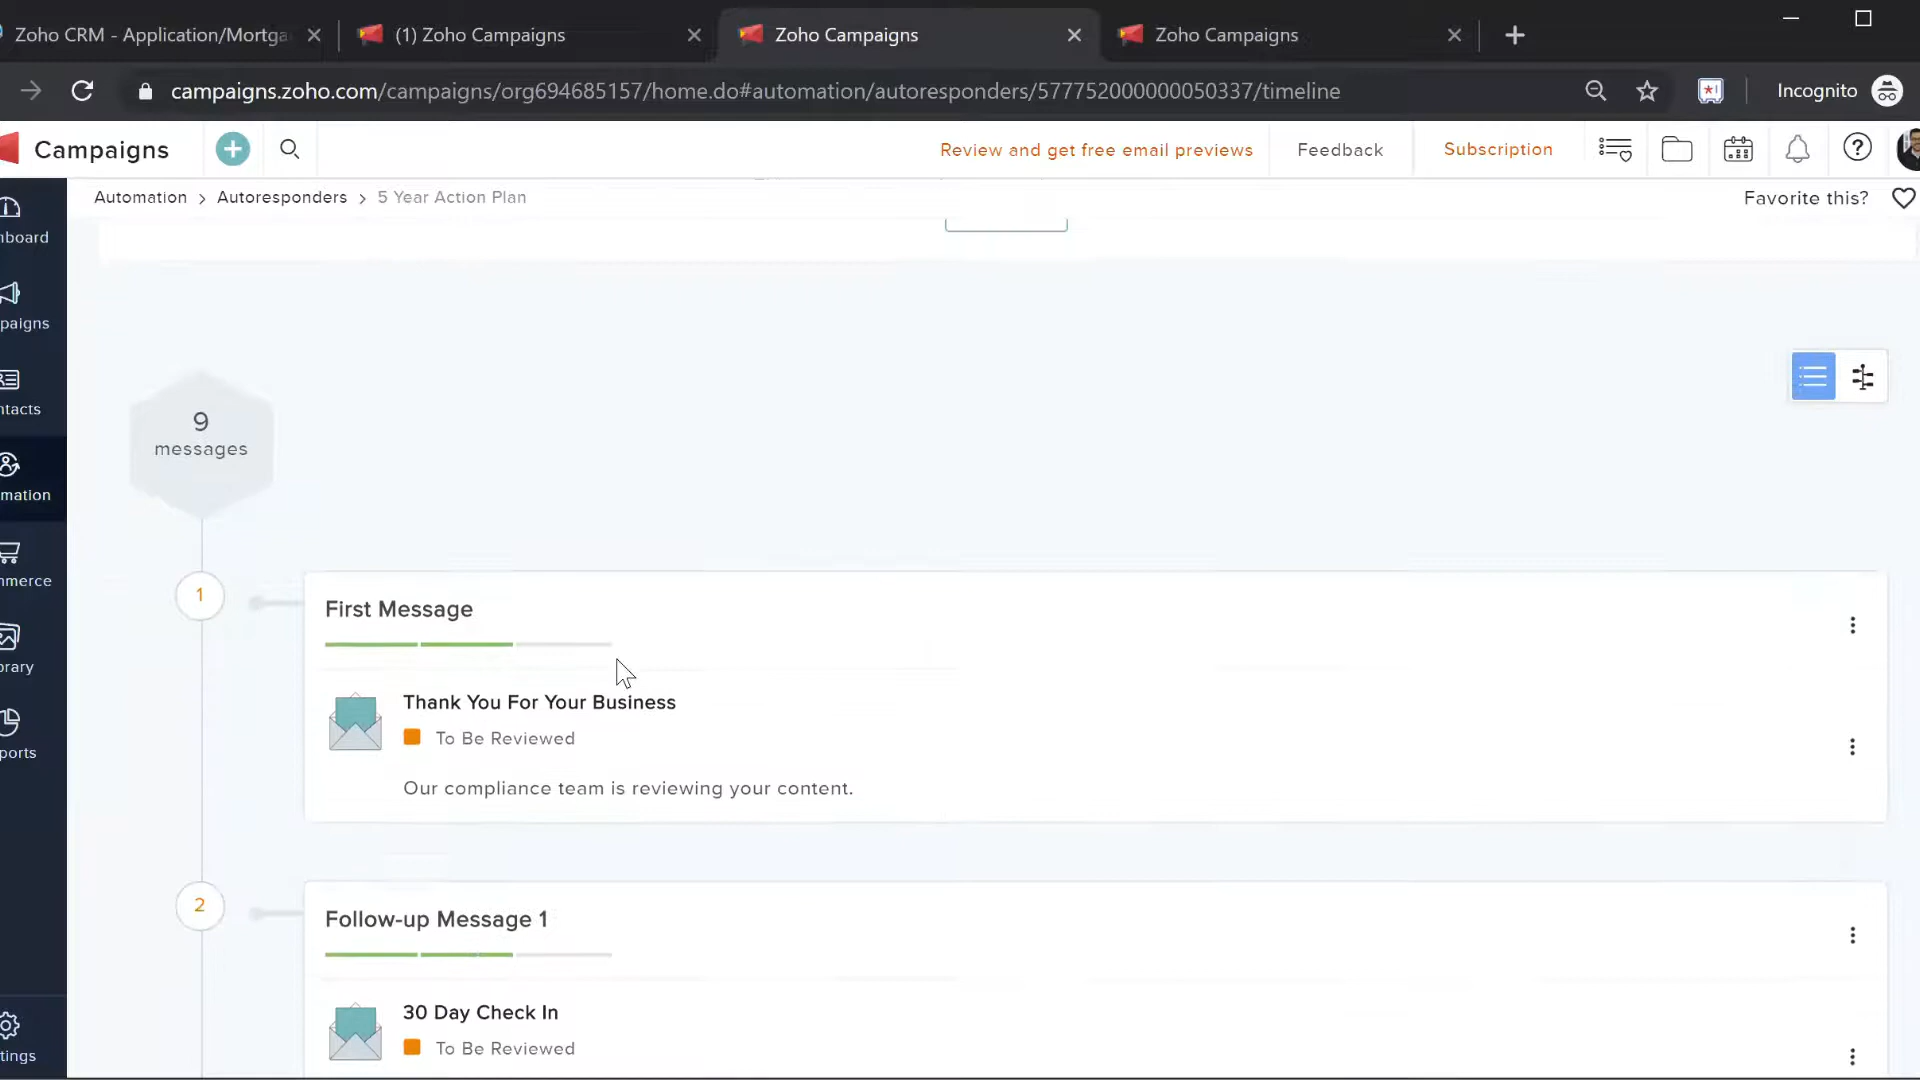 Zoho CRM - Application/Mortga
(1) Zoho Campaigns
Zoho Campaigns
Zoho Campaigns
campaigns.zoho.com/campaigns/org694685157/home.do#automation/autoresponders/577752000000050337/timeline
Incognito
Campaigns
Review and get free email previews
Feedback
Subscription
Automation > Autoresponders > 5 Year Action Plan
Favorite this?
nboard
paigns
ntacts
mation
nmerce
brary
ports
tings
9
messages
1
First Message
Thank You For Your Business
To Be Reviewed
Our compliance team is reviewing your content.
2
Follow-up Message 1
30 Day Check In
To Be Reviewed